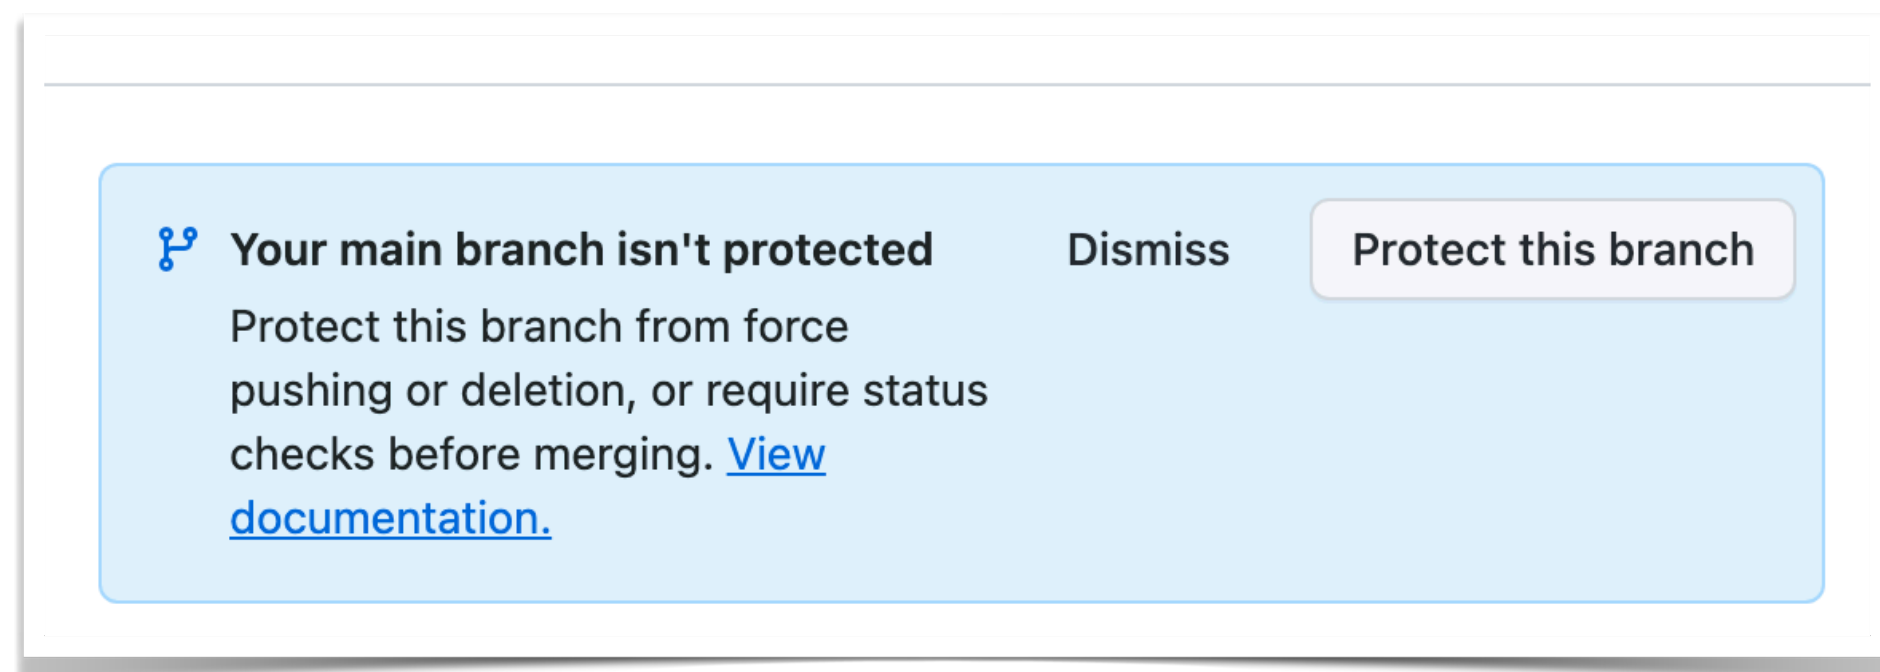 Your main branch isn't protected
Dismiss
Protect this branch
Protect this branch from force
pushing or deletion, or require status
checks before merging. View
documentation.